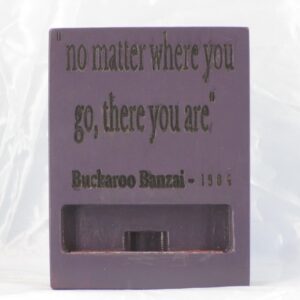 "no matter where you
go, there you are"
Buckaroo Banzai - 1984